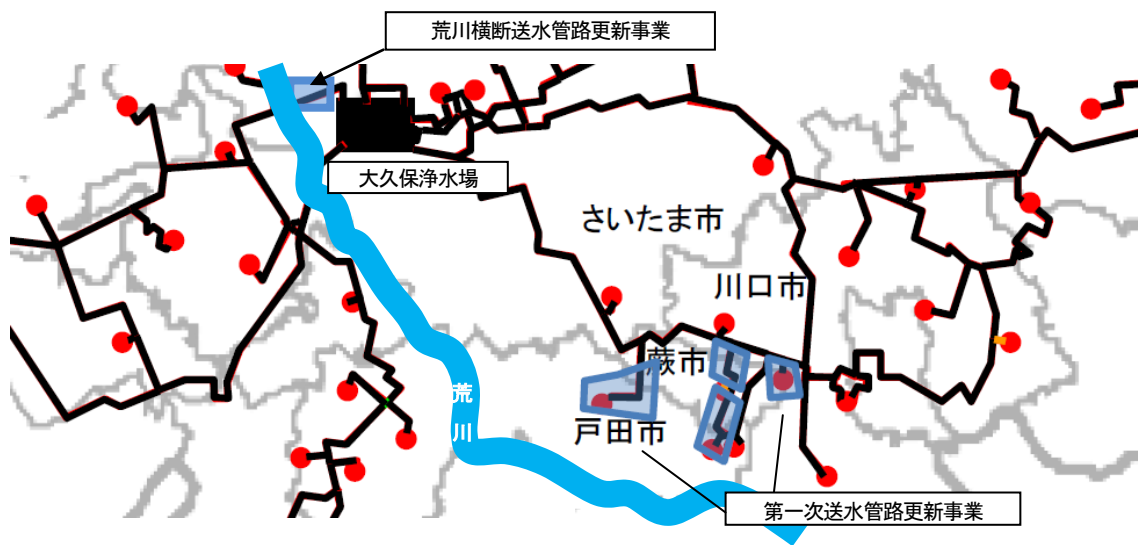 荒川横断送水管路更新事業
大久保浄水場
さいたま市
川口市
蕨市
荒川
戸田市
第一次送水管路更新事業